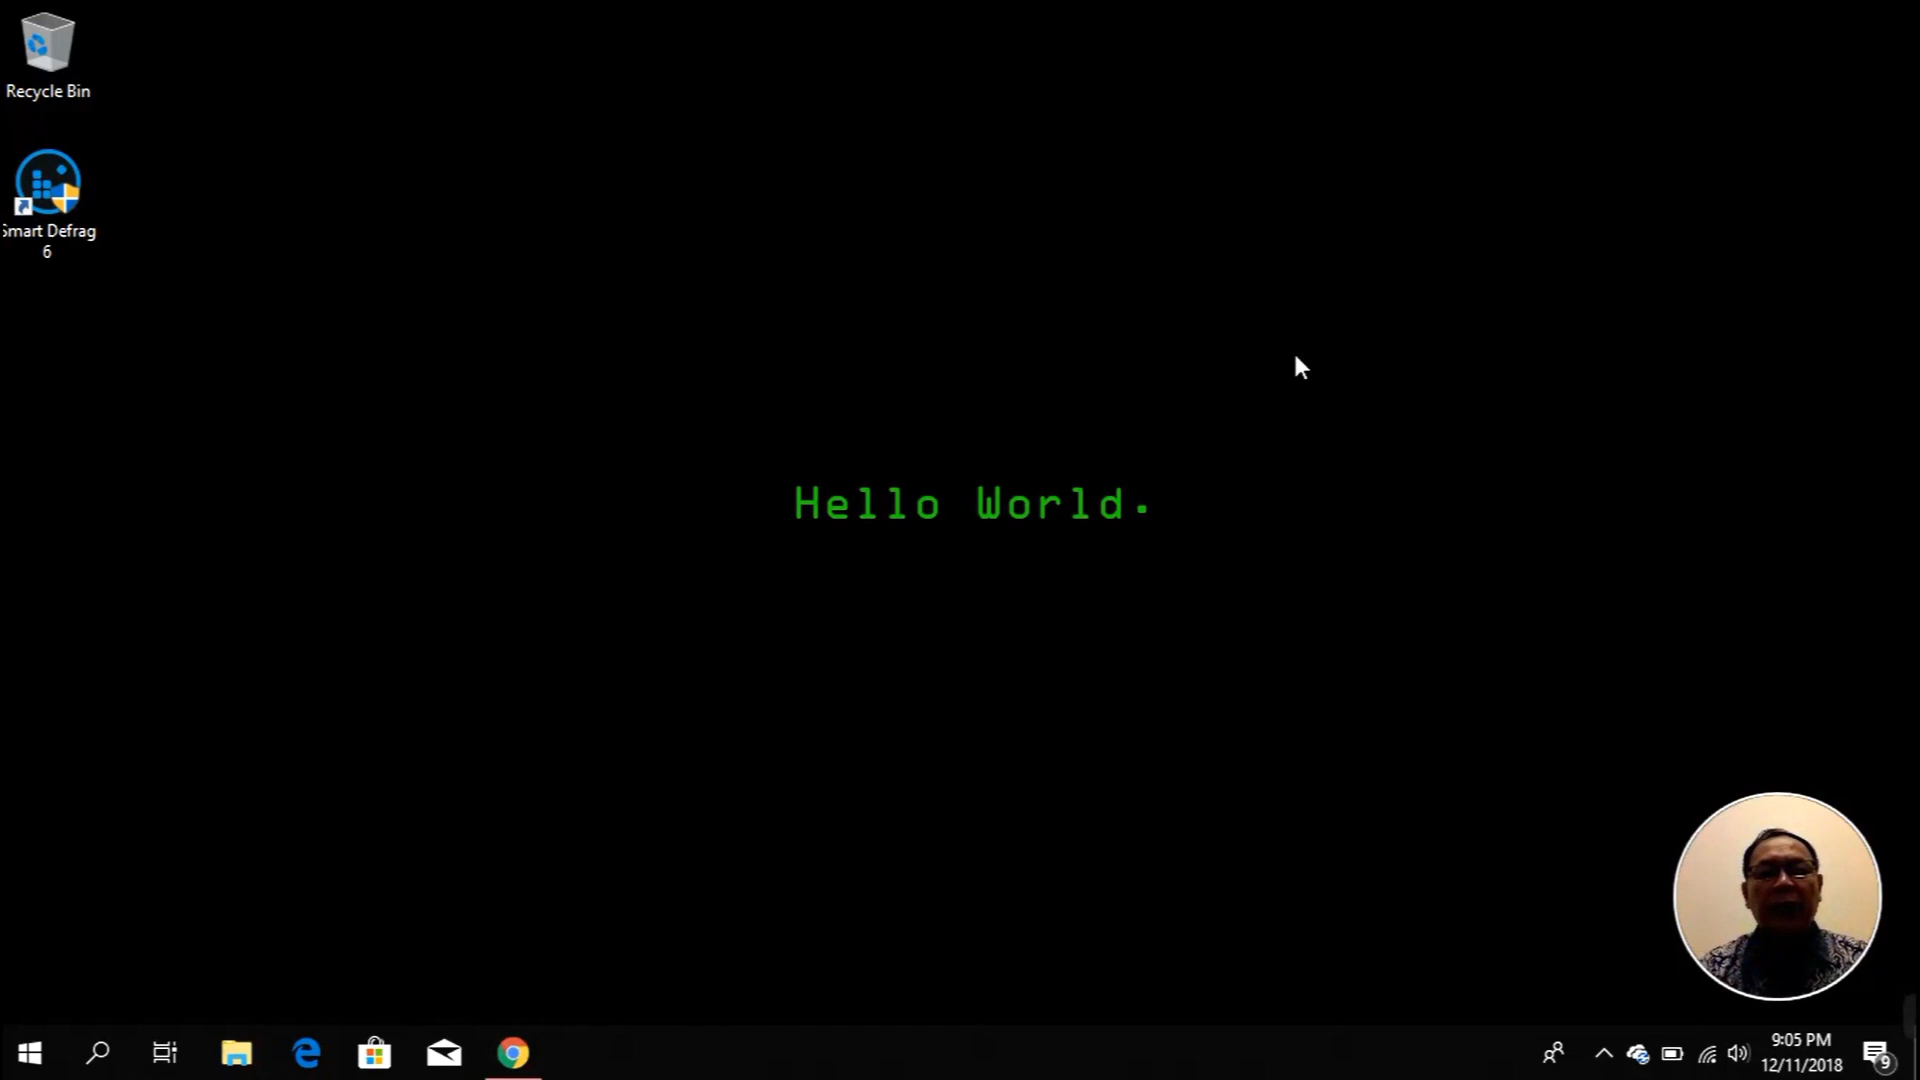 Recycle Bin
Smart Defrag
6
Hello World.
9:05 PM
12/11/2018
9